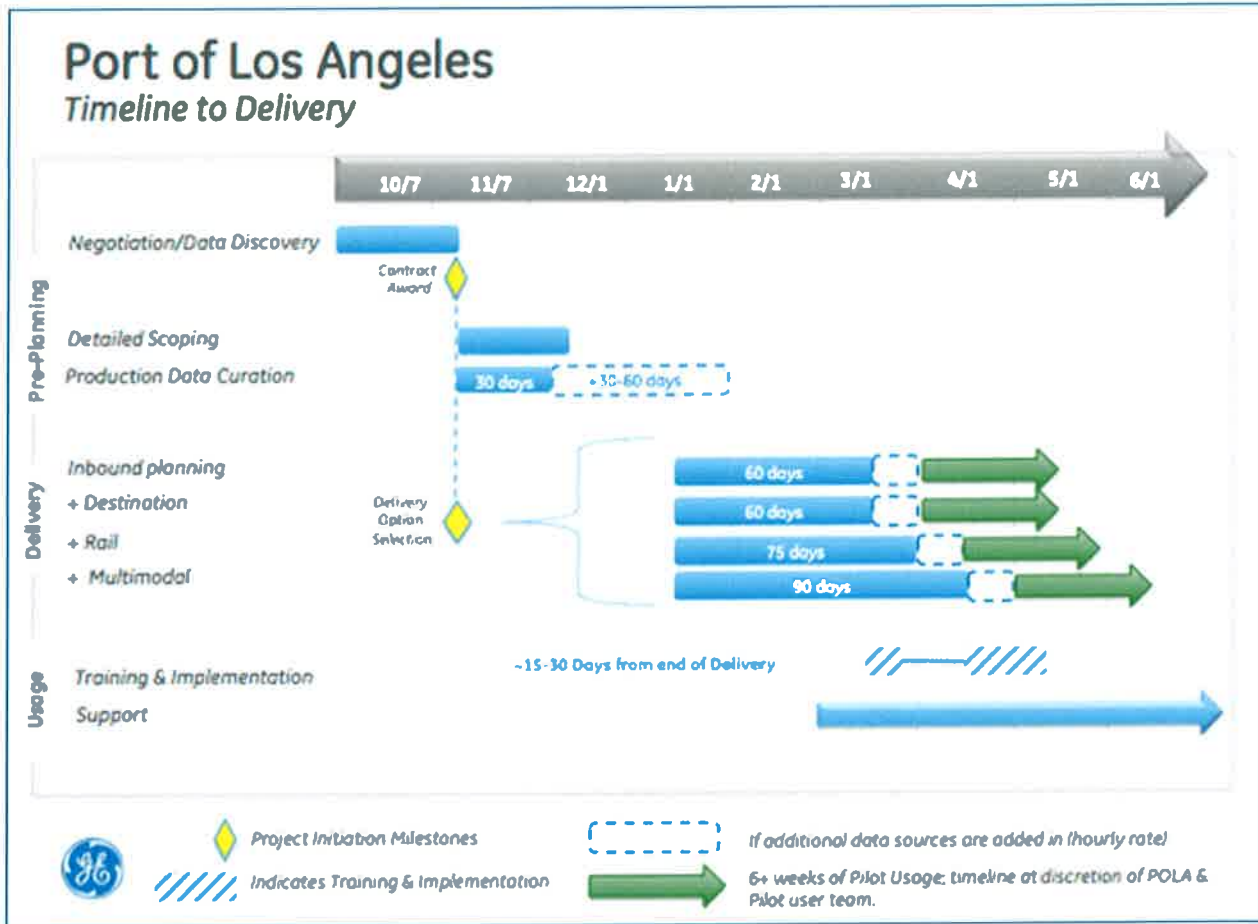 Port of Los Angeles
Timeline to Delivery
10/7 11/7 12/1 1/1 2/1 3/1 4/1 5/1 6/1
Pre-Planning
Negotiation/Data Discovery
Contract
Award
Detailed Scoping
Production Data Curation
30 days
+30-60 days
Delivery
Inbound planning
60 days
+ Destination
60 days
Delivery
Option
Selection
+ Rail
75 days
+ Multimodal
90 days
Usage
~15-30 Days from end of Delivery
Training & Implementation
Support
GE
Project Initiation Milestones
If additional data sources are added in (hourly rate)
Indicates Training & Implementation
6+ weeks of Pilot Usage; timeline at discretion of POLA &
Pilot user team.